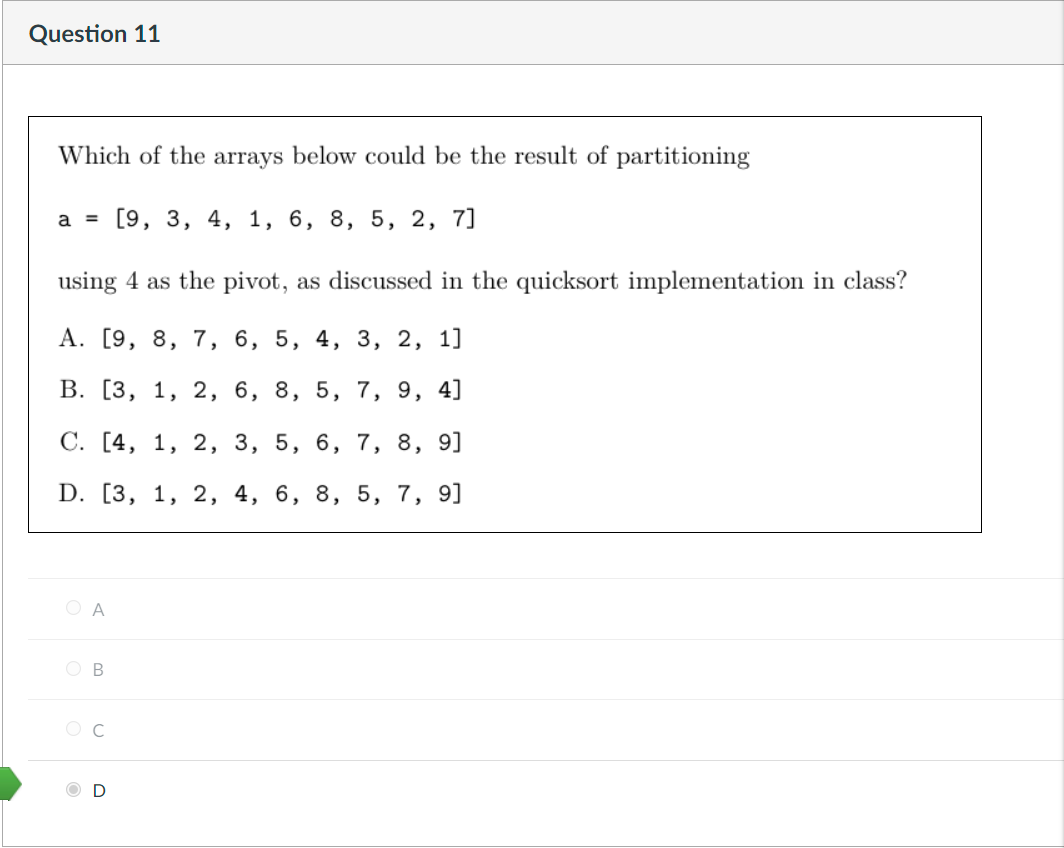 Question 11
Which of the arrays below could be the result of partitioning
a = [9, 3, 4, 1, 6, 8, 5, 2, 7]
using 4 as the pivot, as discussed in the quicksort implementation in class?
A. [9, 8, 7, 6, 5, 4, 3, 2, 1]
B. [3, 1, 2, 6, 8, 5, 7, 9, 4]
C. [4, 1, 2, 3, 5, 6, 7, 8, 9]
D. [3, 1, 2, 4, 6, 8, 5, 7, 9]
A
B
C
D